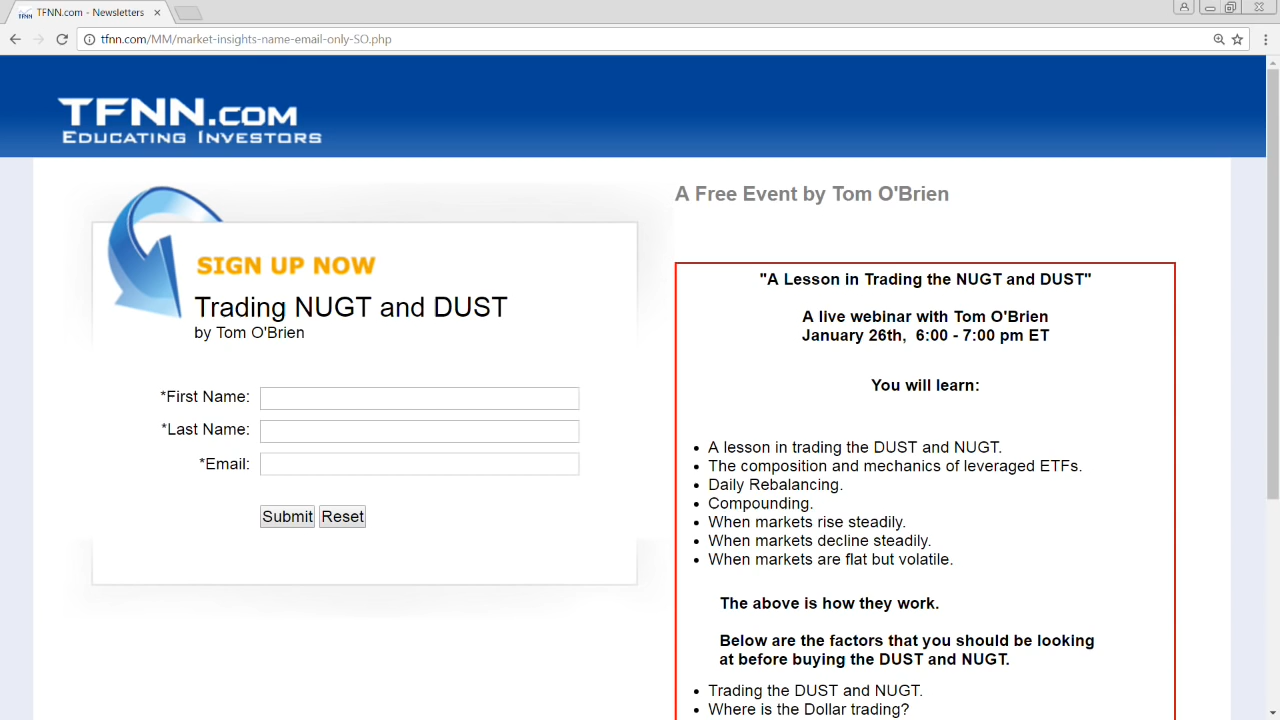 TFNN
TFNN.com - Newsletters
tfnn.com/MM/market-insights-name-email-only-SO.php
TFNN.COM
EDUCATING INVESTORS
SIGN UP NOW
Trading NUGT and DUST
by Tom O'Brien
*First Name:
*Last Name:
*Email:
Submit Reset
A Free Event by Tom O'Brien
"A Lesson in Trading the NUGT and DUST"
A live webinar with Tom O'Brien
January 26th, 6:00 - 7:00 pm ET
You will learn:
• A lesson in trading the DUST and NUGT.
• The composition and mechanics of leveraged ETFs.
• Daily Rebalancing.
• Compounding.
• When markets rise steadily.
• When markets decline steadily.
• When markets are flat but volatile.
The above is how they work.
Below are the factors that you should be looking
at before buying the DUST and NUGT.
• Trading the DUST and NUGT.
• Where is the Dollar trading?